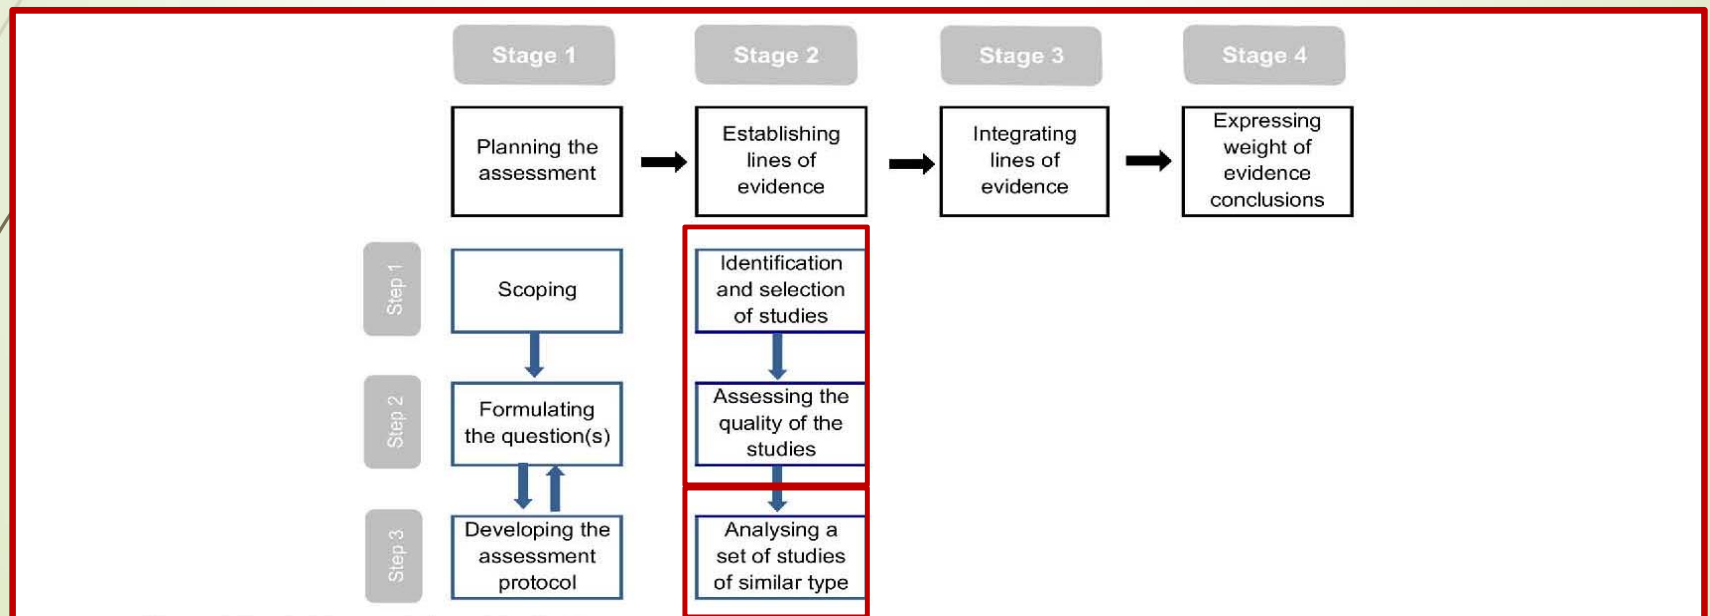 Stage 1
Stage 2
Stage 3
Stage 4
Planning the
assessment
Establishing
lines of
evidence
Integrating
lines of
evidence
Expressing
weight of
evidence
conclusions
Step 1
Scoping
Identification
and selection
of studies
Step 2
Formulating
the question(s)
Assessing the
quality of the
studies
Step 3
Developing the
assessment
protocol
Analysing a
set of studies
of similar type